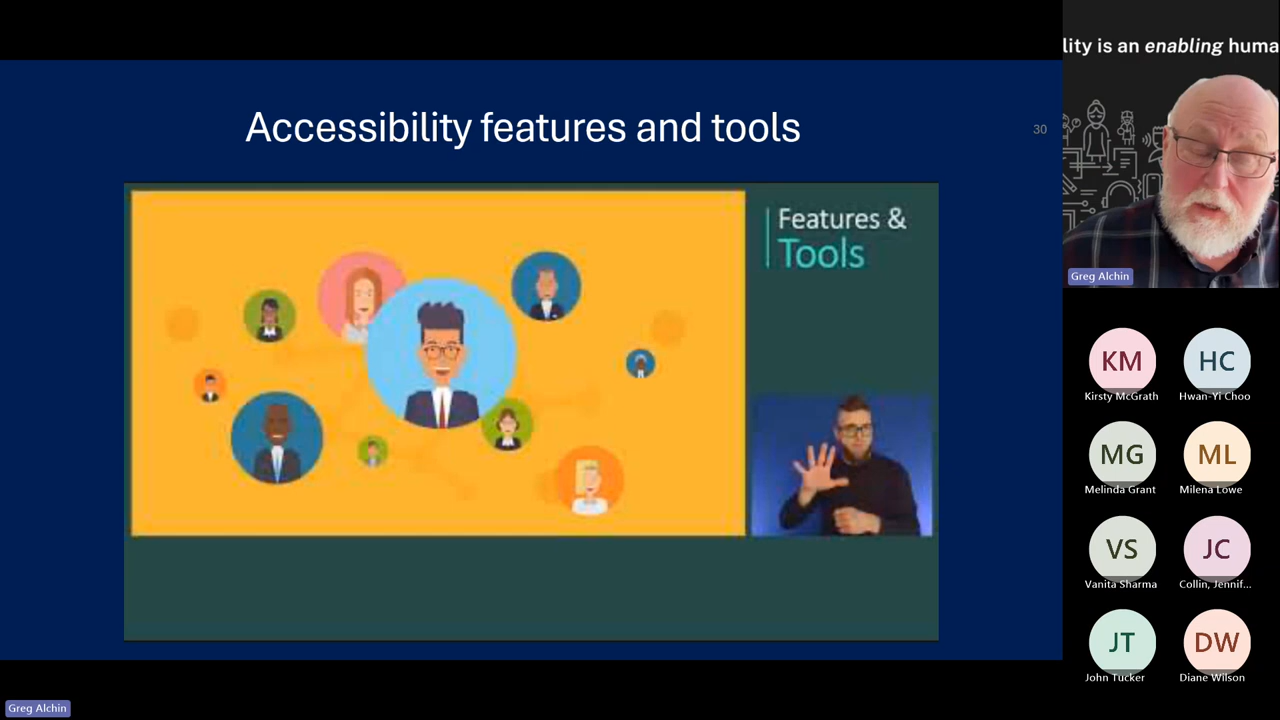 Accessibility features and tools
30
Features &
Tools
lity is an enabling huma
Greg Alchin
KM
Kirsty McGrath
HC
Hwan-Yi Choo
MG
Melinda Grant
ML
Milena Lowe
VS
Vanita Sharma
JC
Collin, Jennif...
JT
John Tucker
DW
Diane Wilson
Greg Alchin